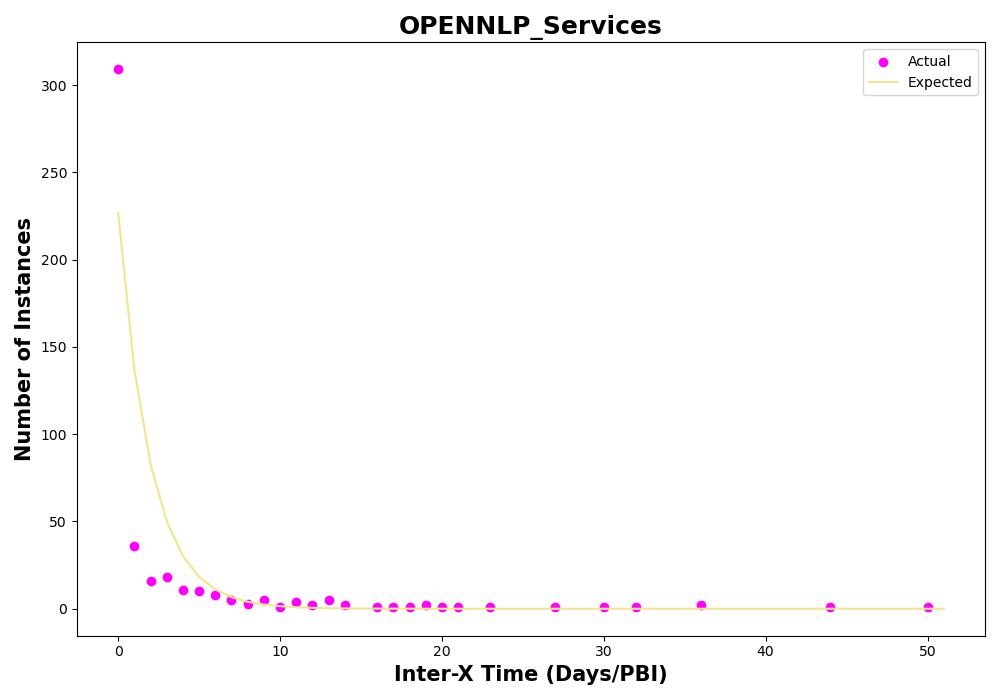 OPENNLP_Services
Actual
Expected
Number of Instances
300
250
200
150
100
50
0
0 10 20 30 40 50
Inter-X Time (Days/PBI)